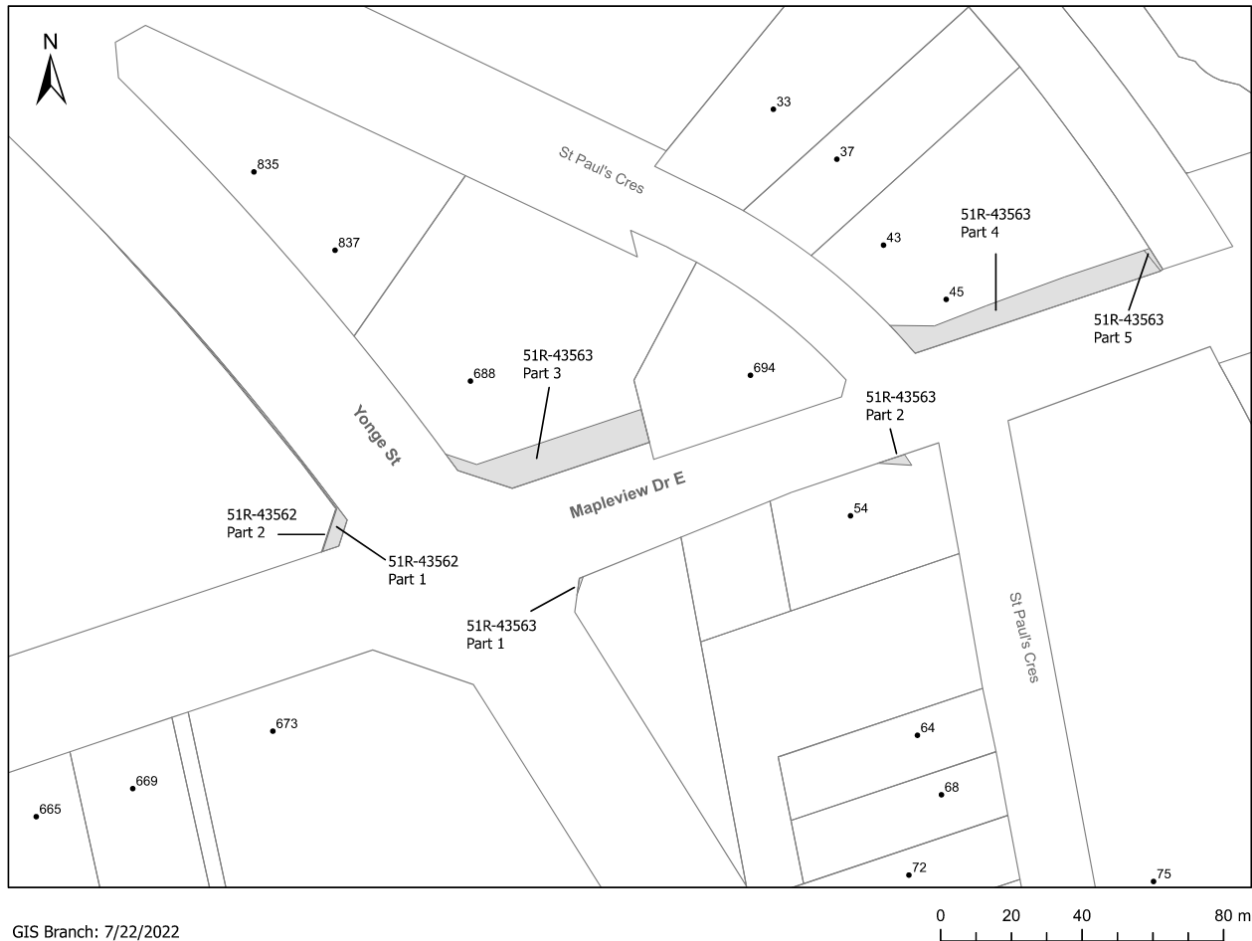 N
33
835
St Paul's Cres
37
51R-43563
Part 4
837
43
45
51R-43563
Part 5
51R-43563
Part 3
688
694
51R-43563
Part 2
Yonge St
Mapleview Dr E
51R-43562
Part 2
54
51R-43562
Part 1
51R-43563
Part 1
St Paul's Cres
673
64
669
68
665
72
75
GIS Branch: 7/22/2022
0 20 40 80 m